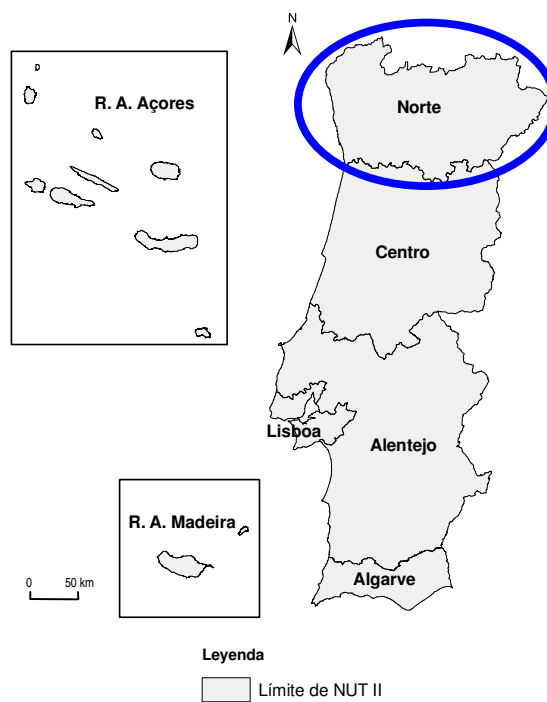 N
R. A. Açores
Norte
Centro
Lisboa
Alentejo
R. A. Madeira
0 50 km
Algarve
Leyenda
Límite de NUT II